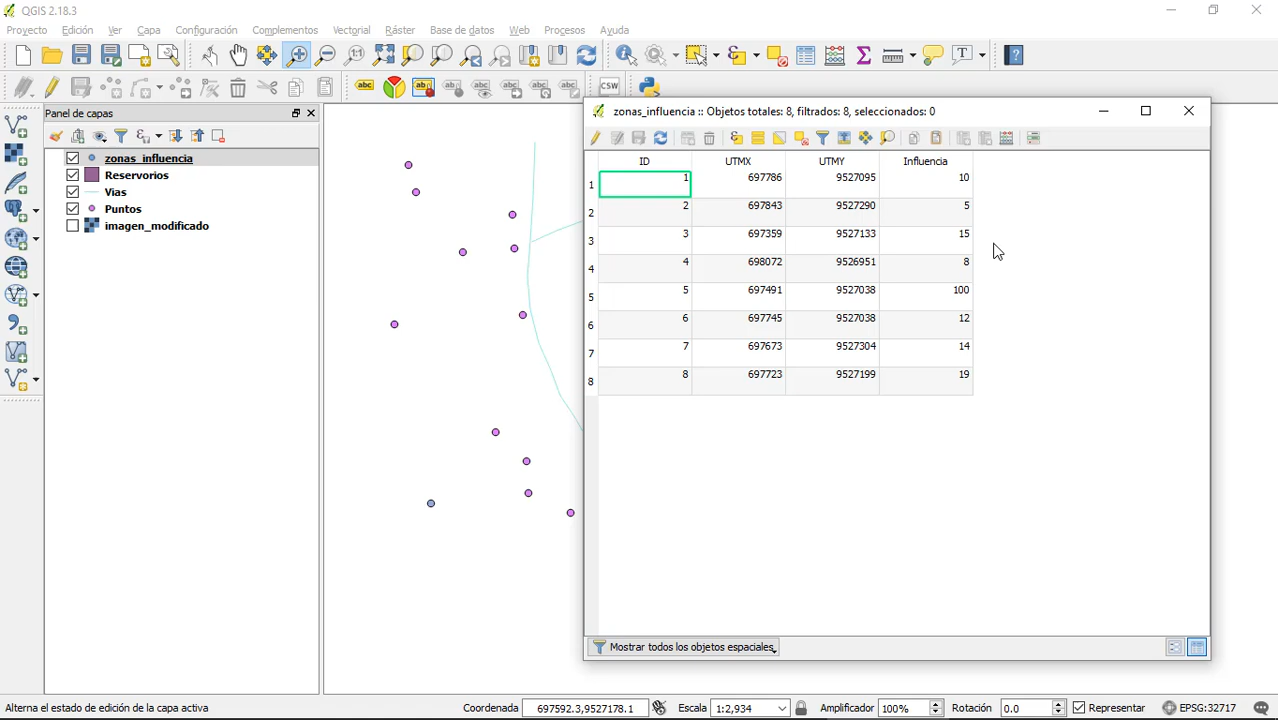 QGIS 2.18.3
Proyecto Edición Ver Capa Configuración Complementos Vectorial Ráster Base de datos Web Procesos Ayuda
Panel de capas
zonas_influencia
Reservorios
Vias
Puntos
imagen_modificado
zonas_influencia :: Objetos totales: 8, filtrados: 8, seleccionados: 0
ID UTMX UTMY Influencia
1 1 697786 9527095 10
2 2 697843 9527290 5
3 3 697359 9527133 15
4 4 698072 9526951 8
5 5 697491 9527038 100
6 6 697745 9527038 12
7 7 697673 9527304 14
8 8 697723 9527199 19
Mostrar todos los objetos espaciales
Alterna el estado de edición de la capa activa Coordenada 697592.3,9527178.1 Escala 1:2,934 Amplificador 100% Rotación 0.0 Representar EPSG:32717
abc
CSW